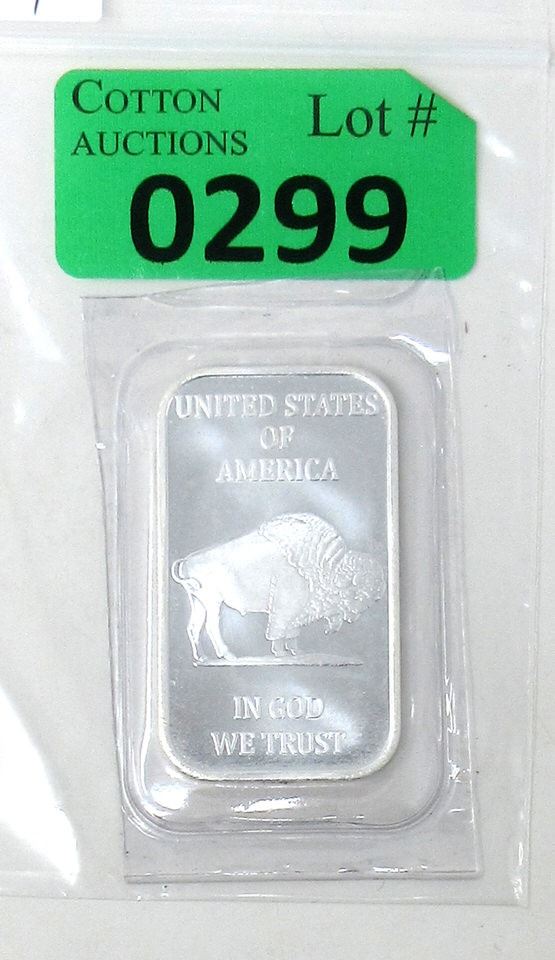 COTTON
AUCTIONS
Lot #
0299
UNITED STATES
OF
AMERICA
IN GOD
WE TRUST